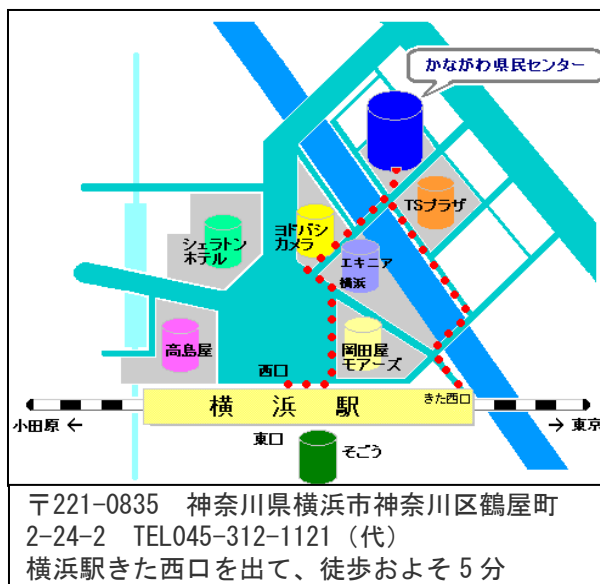 かながわ県民センター
TSプラザ
ヨドバシ
カメラ
シェラトン
ホテル
エキニア
横浜
高島屋
岡田屋
モアーズ
西口
きた西口
横浜駅
小田原 ←
→ 東京
東口
そごう
〒221-0835 神奈川県横浜市神奈川区鶴屋町
2-24-2 TEL045-312-1121（代）
横浜駅きた西口を出て、徒歩およそ 5 分